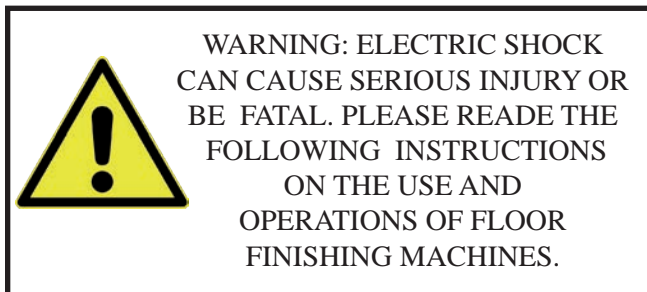 WARNING: ELECTRIC SHOCK
CAN CAUSE SERIOUS INJURY OR
BE FATAL. PLEASE READE THE
FOLLOWING INSTRUCTIONS
ON THE USE AND
OPERATIONS OF FLOOR
FINISHING MACHINES.